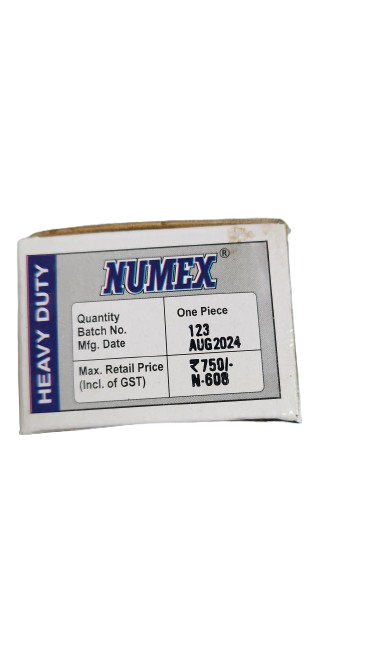 HEAVY DUTY
NUMEX®
Quantity One Piece
Batch No. 123
Mfg. Date AUG2024
Max. Retail Price ₹750/-
(Incl. of GST) N-608